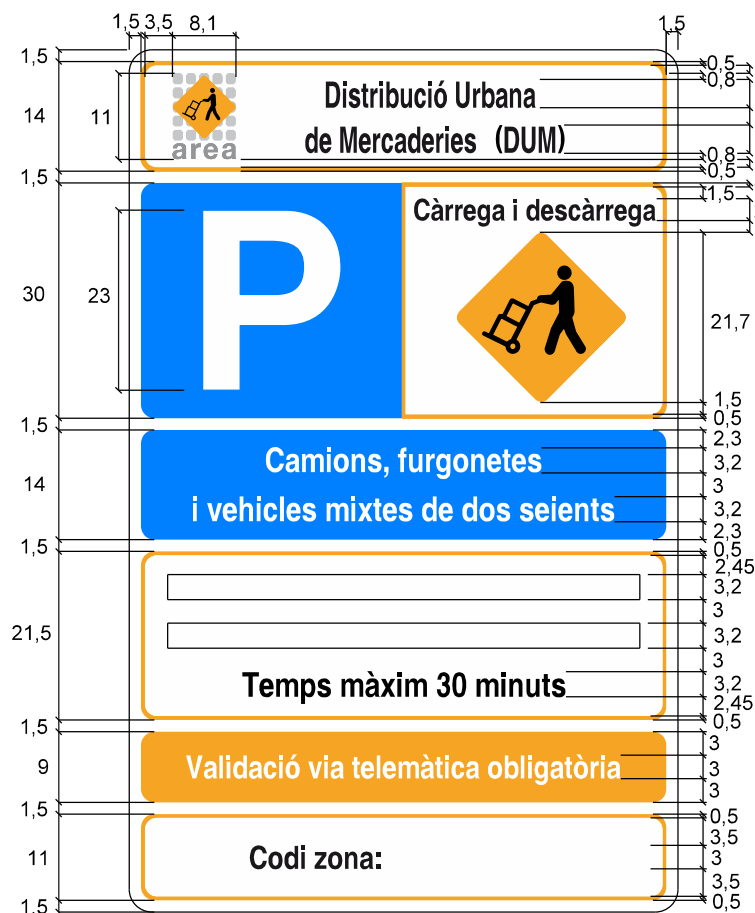 1,5 3,5 8,1 1,5
1,5 0,5
0,8
Distribució Urbana
14 11
de Mercaderies (DUM)
area
0,8
0,5
1,5 1,5
Càrrega i descàrrega
P
30 23 21,7
1,5
0,5
1,5 2,3
Camions, furgonetes 3,2
14 3
i vehicles mixtes de dos seients 3,2
2,3
1,5 0,5
2,45
3,2
3
21,5 3,2
3
Temps màxim 30 minuts 3,2
2,45
1,5 0,5
3
9 Validació via telemàtica obligatòria 3
3
1,5 0,5
3,5
11 Codi zona: 3
3,5
1,5 0,5